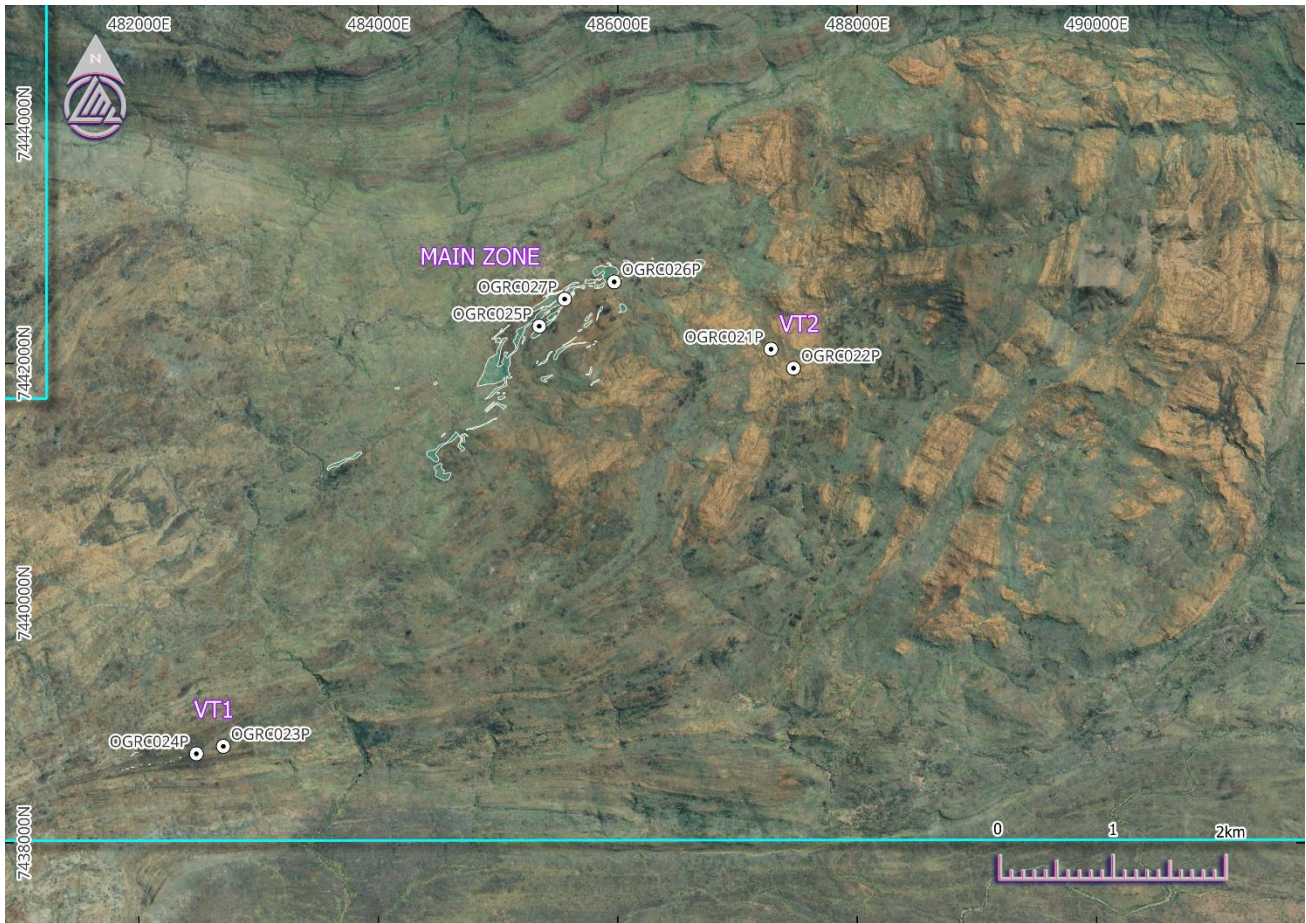 482000E
484000E
486000E
488000E
490000E
N
7444000N
MAIN ZONE
OGRC026P
OGRC027P
OGRC025P
VT2
OGRC021P
OGRC022P
7442000N
7440000N
VT1
OGRC023P
OGRC024P
7438000N
0 1 2km